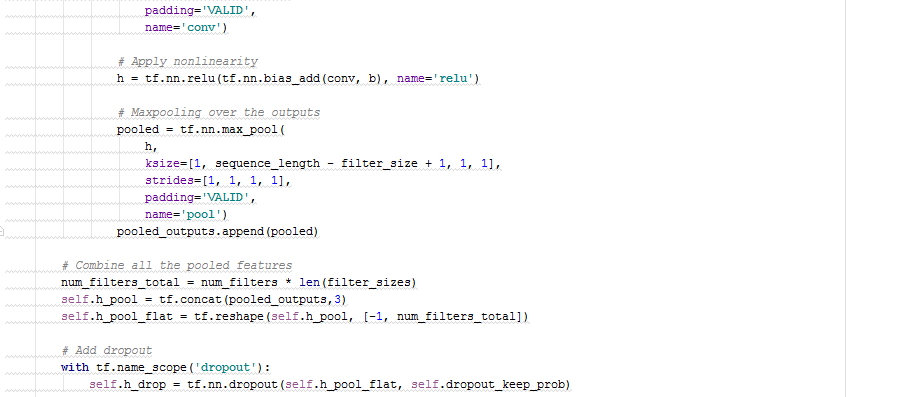 padding='VALID',
name='conv')
# Apply nonlinearity
h = tf.nn.relu(tf.nn.bias_add(conv, b), name='relu')
# Maxpooling over the outputs
pooled = tf.nn.max_pool(
h,
ksize=[1, sequence_length - filter_size + 1, 1, 1],
strides=[1, 1, 1, 1],
padding='VALID',
name='pool')
pooled_outputs.append(pooled)
# Combine all the pooled features
num_filters_total = num_filters * len(filter_sizes)
self.h_pool = tf.concat(pooled_outputs,3)
self.h_pool_flat = tf.reshape(self.h_pool, [-1, num_filters_total])
# Add dropout
with tf.name_scope('dropout'):
self.h_drop = tf.nn.dropout(self.h_pool_flat, self.dropout_keep_prob)